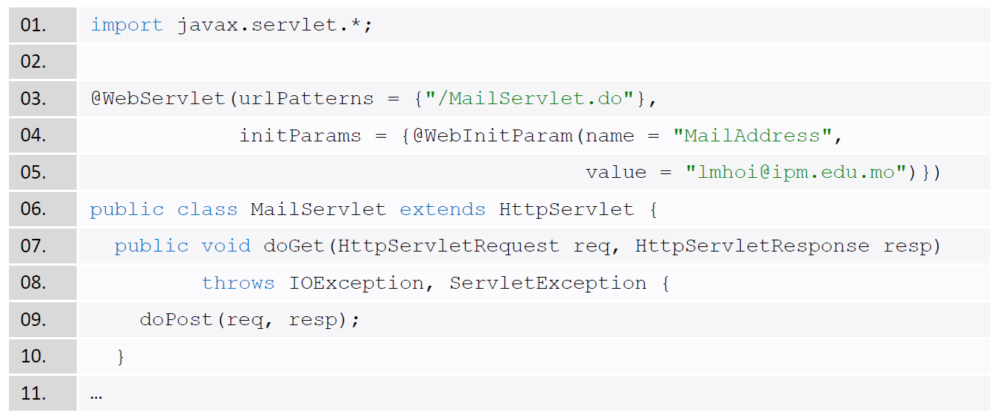 01. import javax.servlet.*;
02.
03. @WebServlet(urlPatterns = {"/MailServlet.do"},
04. initParams = {@WebInitParam(name = "MailAddress",
05. value = "lmhoi@ipm.edu.mo")})
06. public class MailServlet extends HttpServlet {
07. public void doGet(HttpServletRequest req, HttpServletResponse resp)
08. throws IOException, ServletException {
09. doPost(req, resp);
10. }
11. …